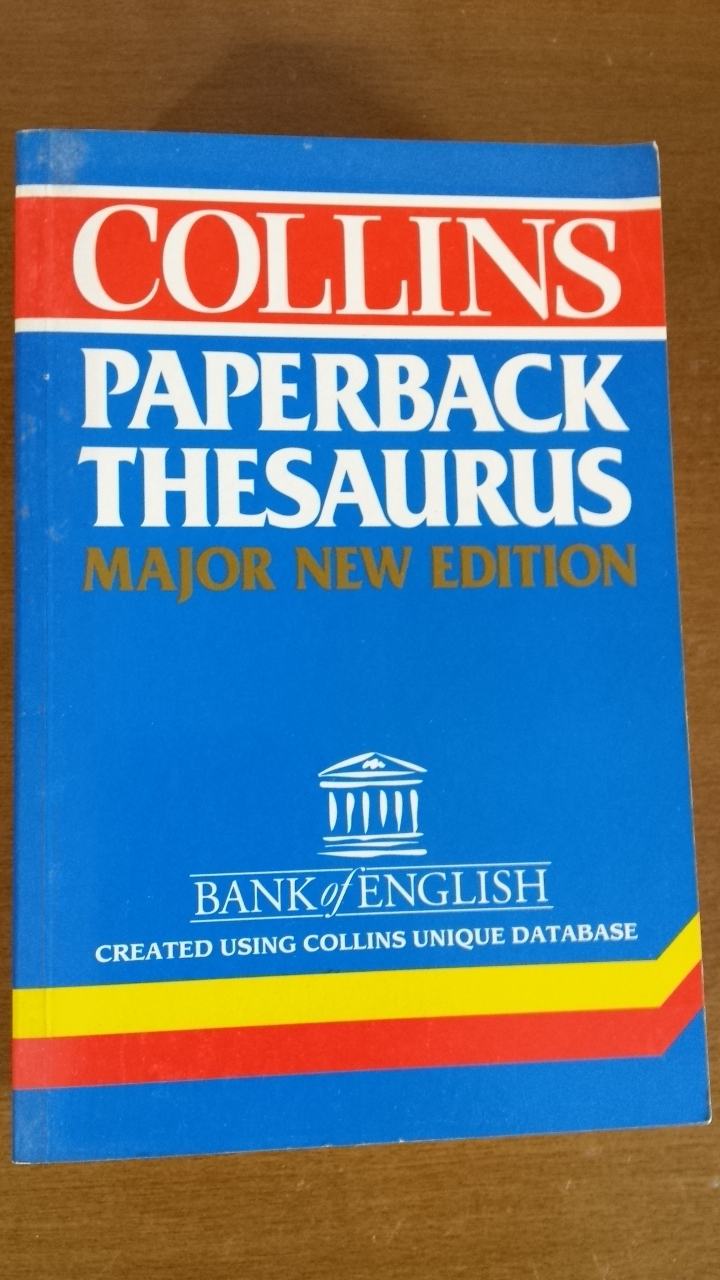 COLLINS
PAPERBACK
THESAURUS
MAJOR NEW EDITION
BANK of ENGLISH
CREATED USING COLLINS UNIQUE DATABASE